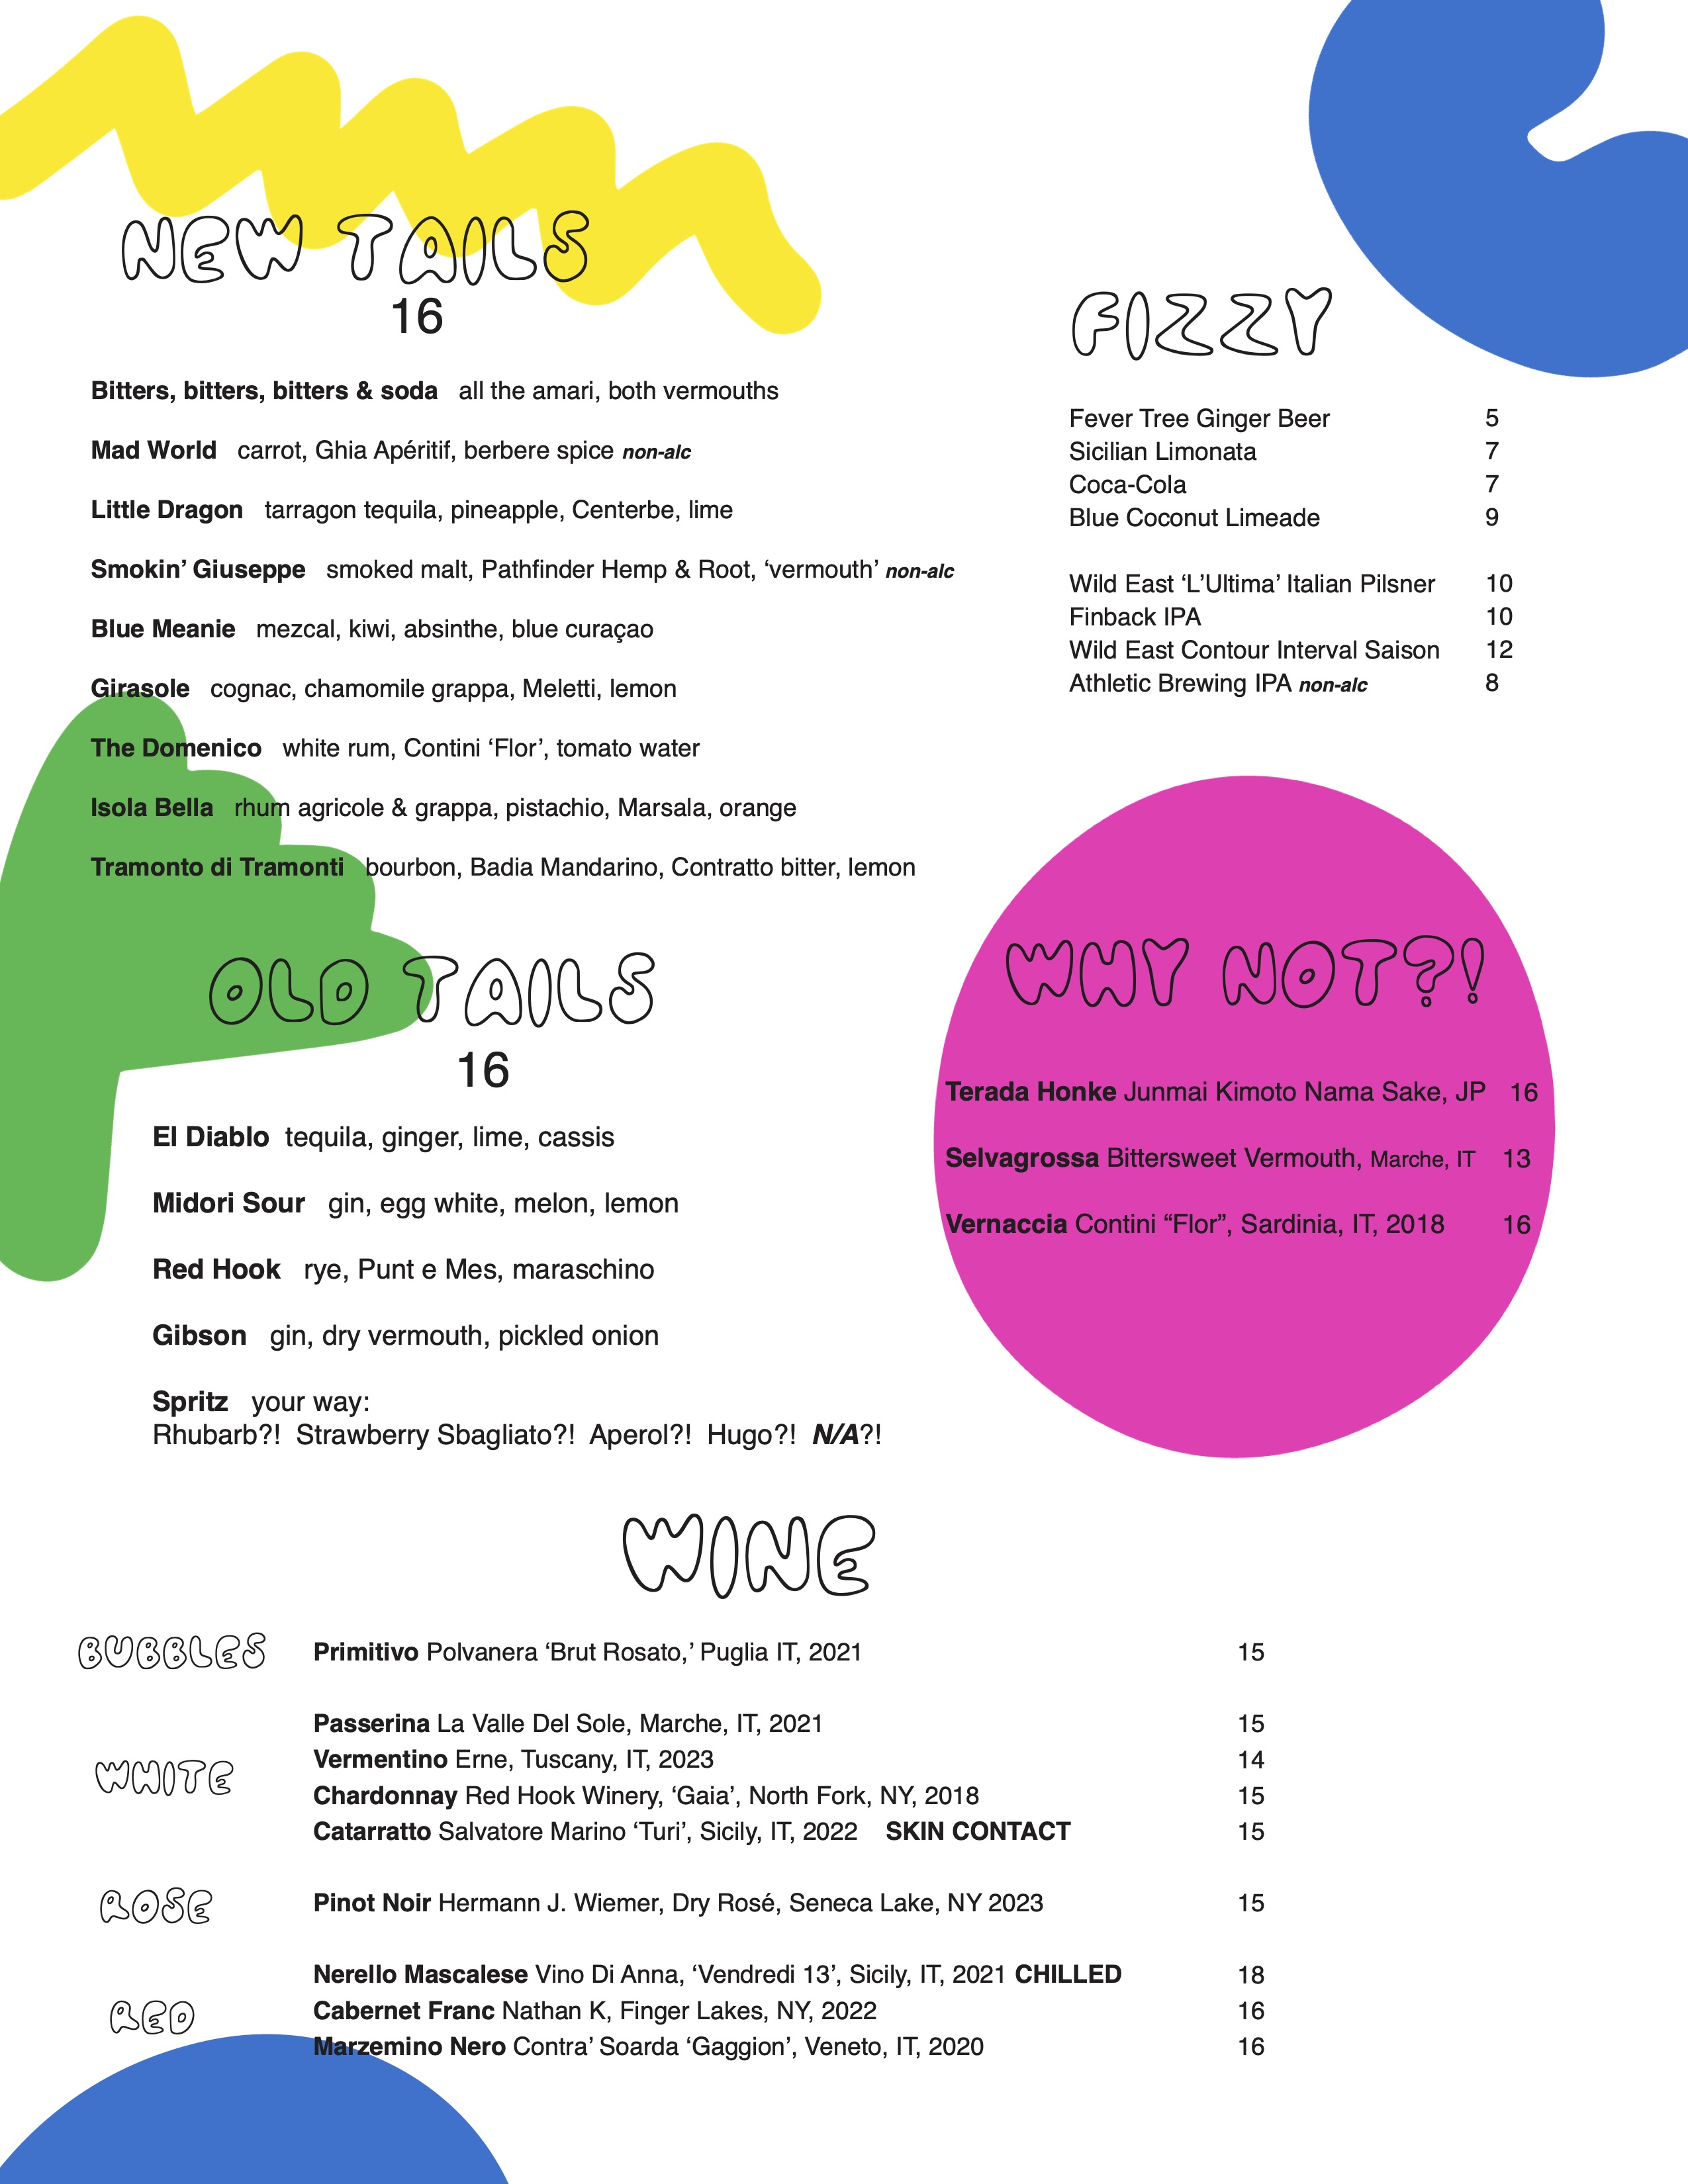 NEW TAILS
16
Bitters, bitters, bitters & soda all the amari, both vermouths
Mad World carrot, Ghia Apéritif, berbere spice non-alc
Little Dragon tarragon tequila, pineapple, Centerbe, lime
Smokin’ Giuseppe smoked malt, Pathfinder Hemp & Root, ‘vermouth’ non-alc
Blue Meanie mezcal, kiwi, absinthe, blue curaçao
Girasole cognac, chamomile grappa, Meletti, lemon
The Domenico white rum, Contini ‘Flor’, tomato water
Isola Bella rhum agricole & grappa, pistachio, Marsala, orange
Tramonto di Tramonti bourbon, Badia Mandarino, Contratto bitter, lemon
OLD TAILS
16
El Diablo tequila, ginger, lime, cassis
Midori Sour gin, egg white, melon, lemon
Red Hook rye, Punt e Mes, maraschino
Gibson gin, dry vermouth, pickled onion
Spritz your way:
Rhubarb?! Strawberry Sbagliato?! Aperol?! Hugo?! N/A?!
FIZZY
Fever Tree Ginger Beer 5
Sicilian Limonata 7
Coca-Cola 7
Blue Coconut Limeade 9
Wild East ‘L’Ultima’ Italian Pilsner 10
Finback IPA 10
Wild East Contour Interval Saison 12
Athletic Brewing IPA non-alc 8
WHY NOT?!
Terada Honke Junmai Kimoto Nama Sake, JP 16
Selvagrossa Bittersweet Vermouth, Marche, IT 13
Vernaccia Contini “Flor”, Sardinia, IT, 2018 16
WINE
BUBBLES
Primitivo Polvanera ‘Brut Rosato,’ Puglia IT, 2021 15
WHITE
Passerina La Valle Del Sole, Marche, IT, 2021 15
Vermentino Erne, Tuscany, IT, 2023 14
Chardonnay Red Hook Winery, ‘Gaia’, North Fork, NY, 2018 15
Catarratto Salvatore Marino ‘Turi’, Sicily, IT, 2022 SKIN CONTACT 15
ROSE
Pinot Noir Hermann J. Wiemer, Dry Rosé, Seneca Lake, NY 2023 15
RED
Nerello Mascalese Vino Di Anna, ‘Vendredi 13’, Sicily, IT, 2021 CHILLED 18
Cabernet Franc Nathan K, Finger Lakes, NY, 2022 16
Marzemino Nero Contra’ Soarda ‘Gaggion’, Veneto, IT, 2020 16